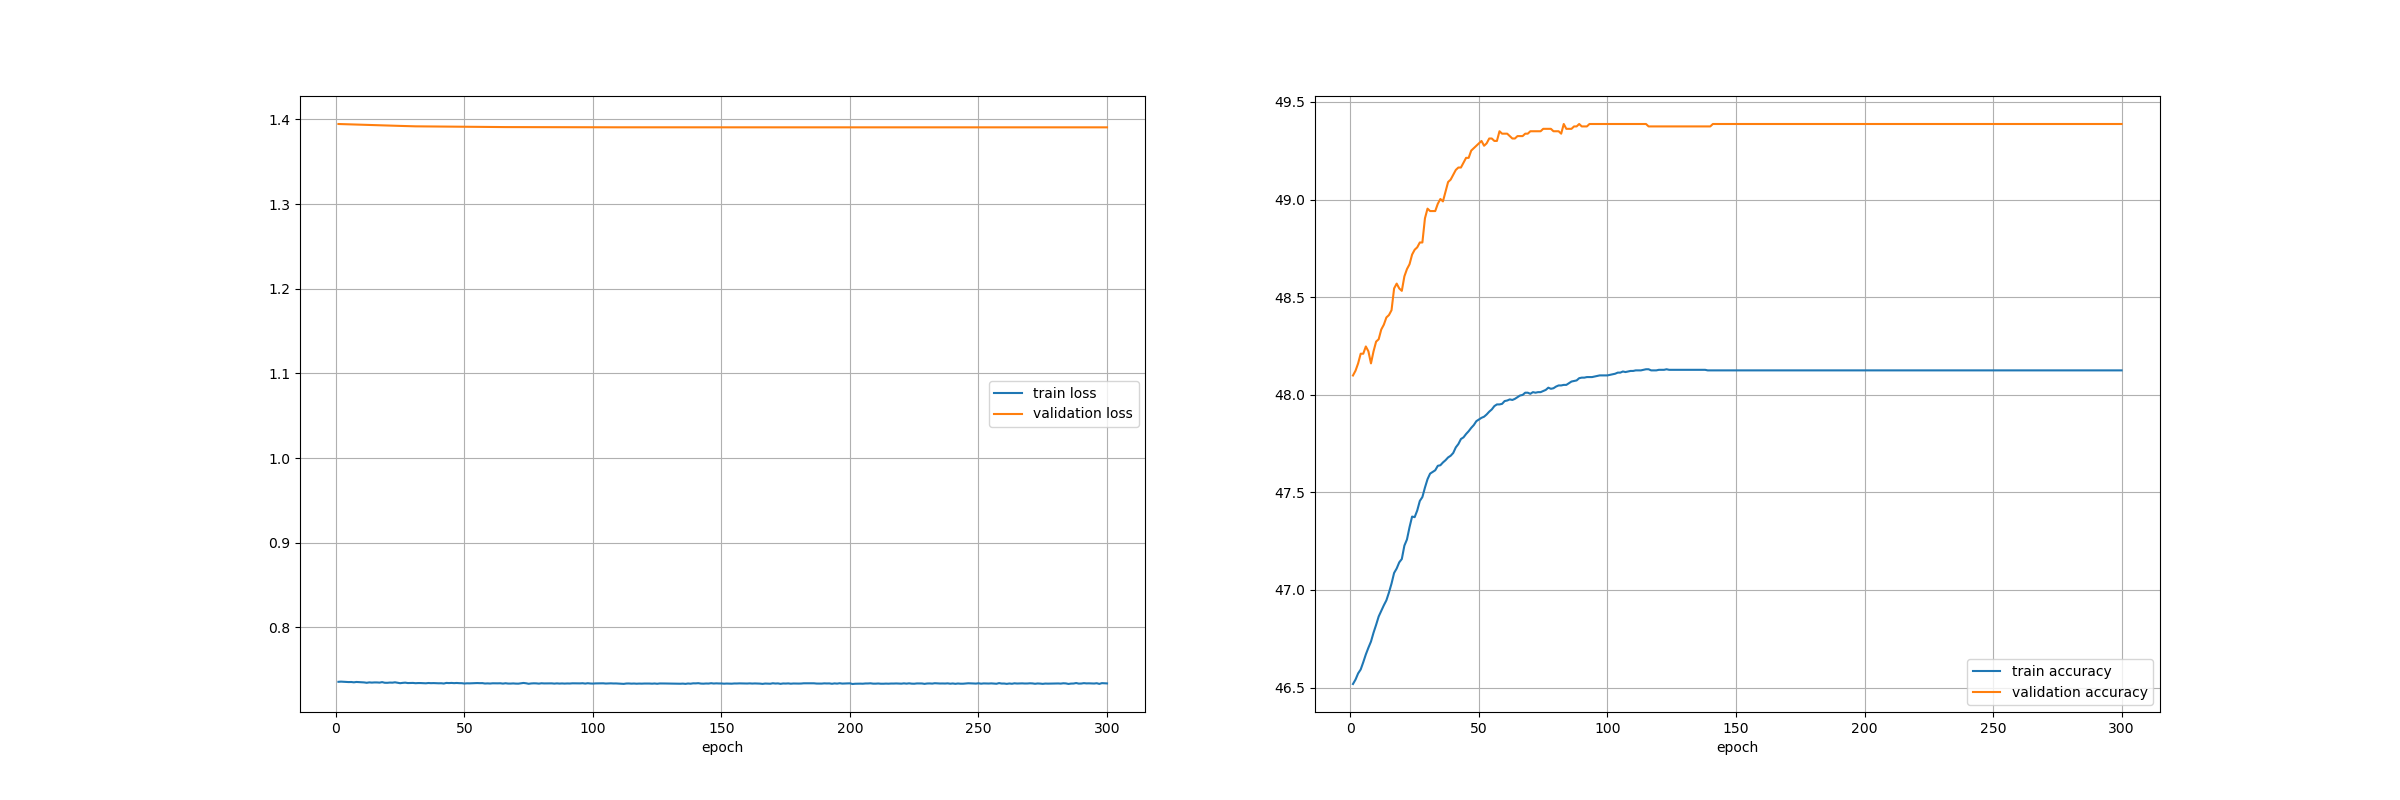 1.4
1.3
1.2
1.1
1.0
0.9
0.8
train loss
validation loss
0 50 100 150 200 250 300
epoch
49.5
49.0
48.5
48.0
47.5
47.0
46.5
train accuracy
validation accuracy
0 50 100 150 200 250 300
epoch